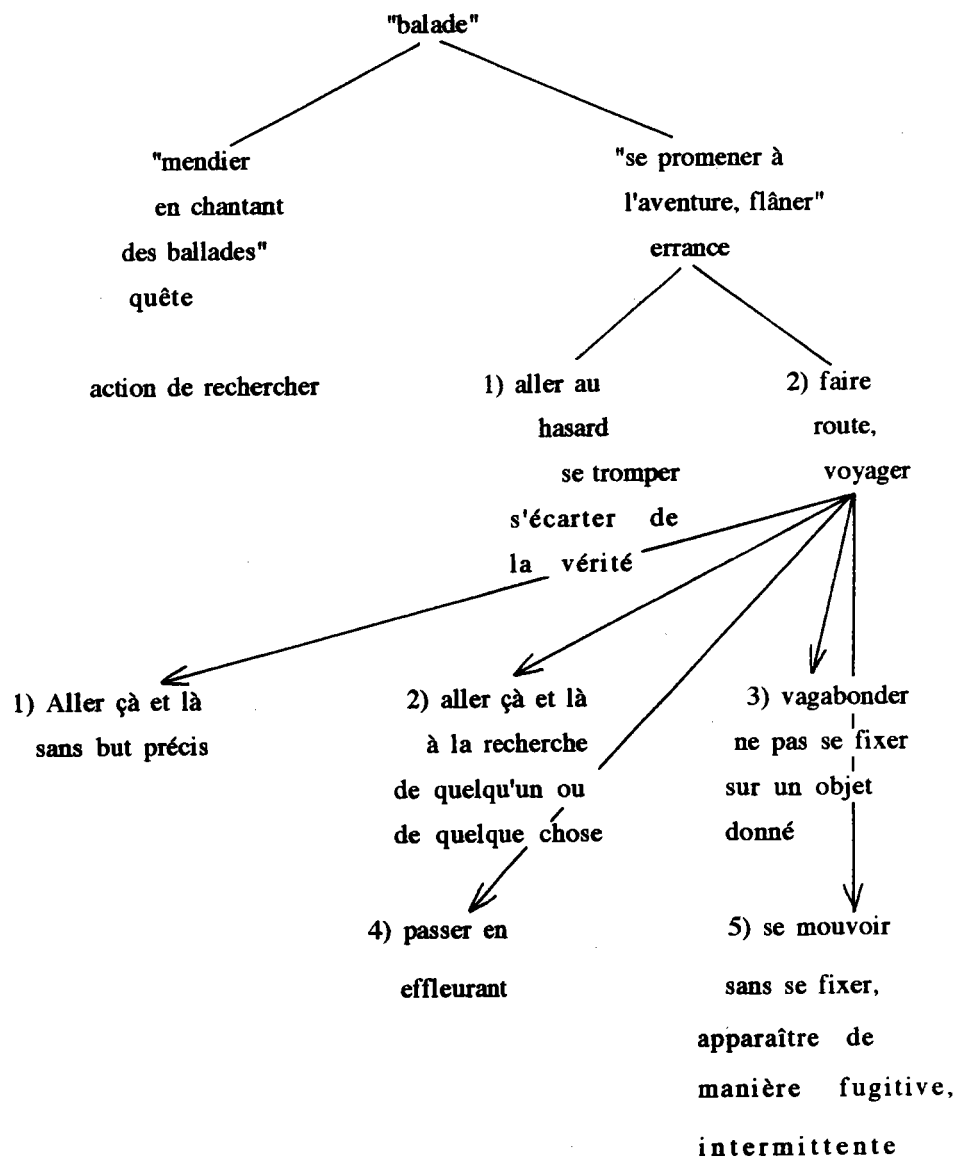 "balade"
"mendier
en chantant
des ballades"
quête
action de rechercher
"se promener à
l'aventure, flâner"
errance
1) aller au
hasard
se tromper
s'écarter de
la vérité
2) faire
route,
voyager
1) Aller çà et là
sans but précis
2) aller çà et là
à la recherche
de quelqu'un ou
de quelque chose
3) vagabonder
ne pas se fixer
sur un objet
donné
4) passer en
effleurant
5) se mouvoir
sans se fixer,
apparaître de
manière fugitive,
intermittente